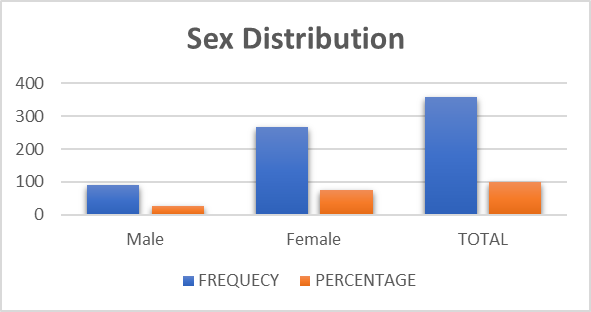 Sex Distribution
400
300
200
100
0
Male Female TOTAL
FREQUECY PERCENTAGE